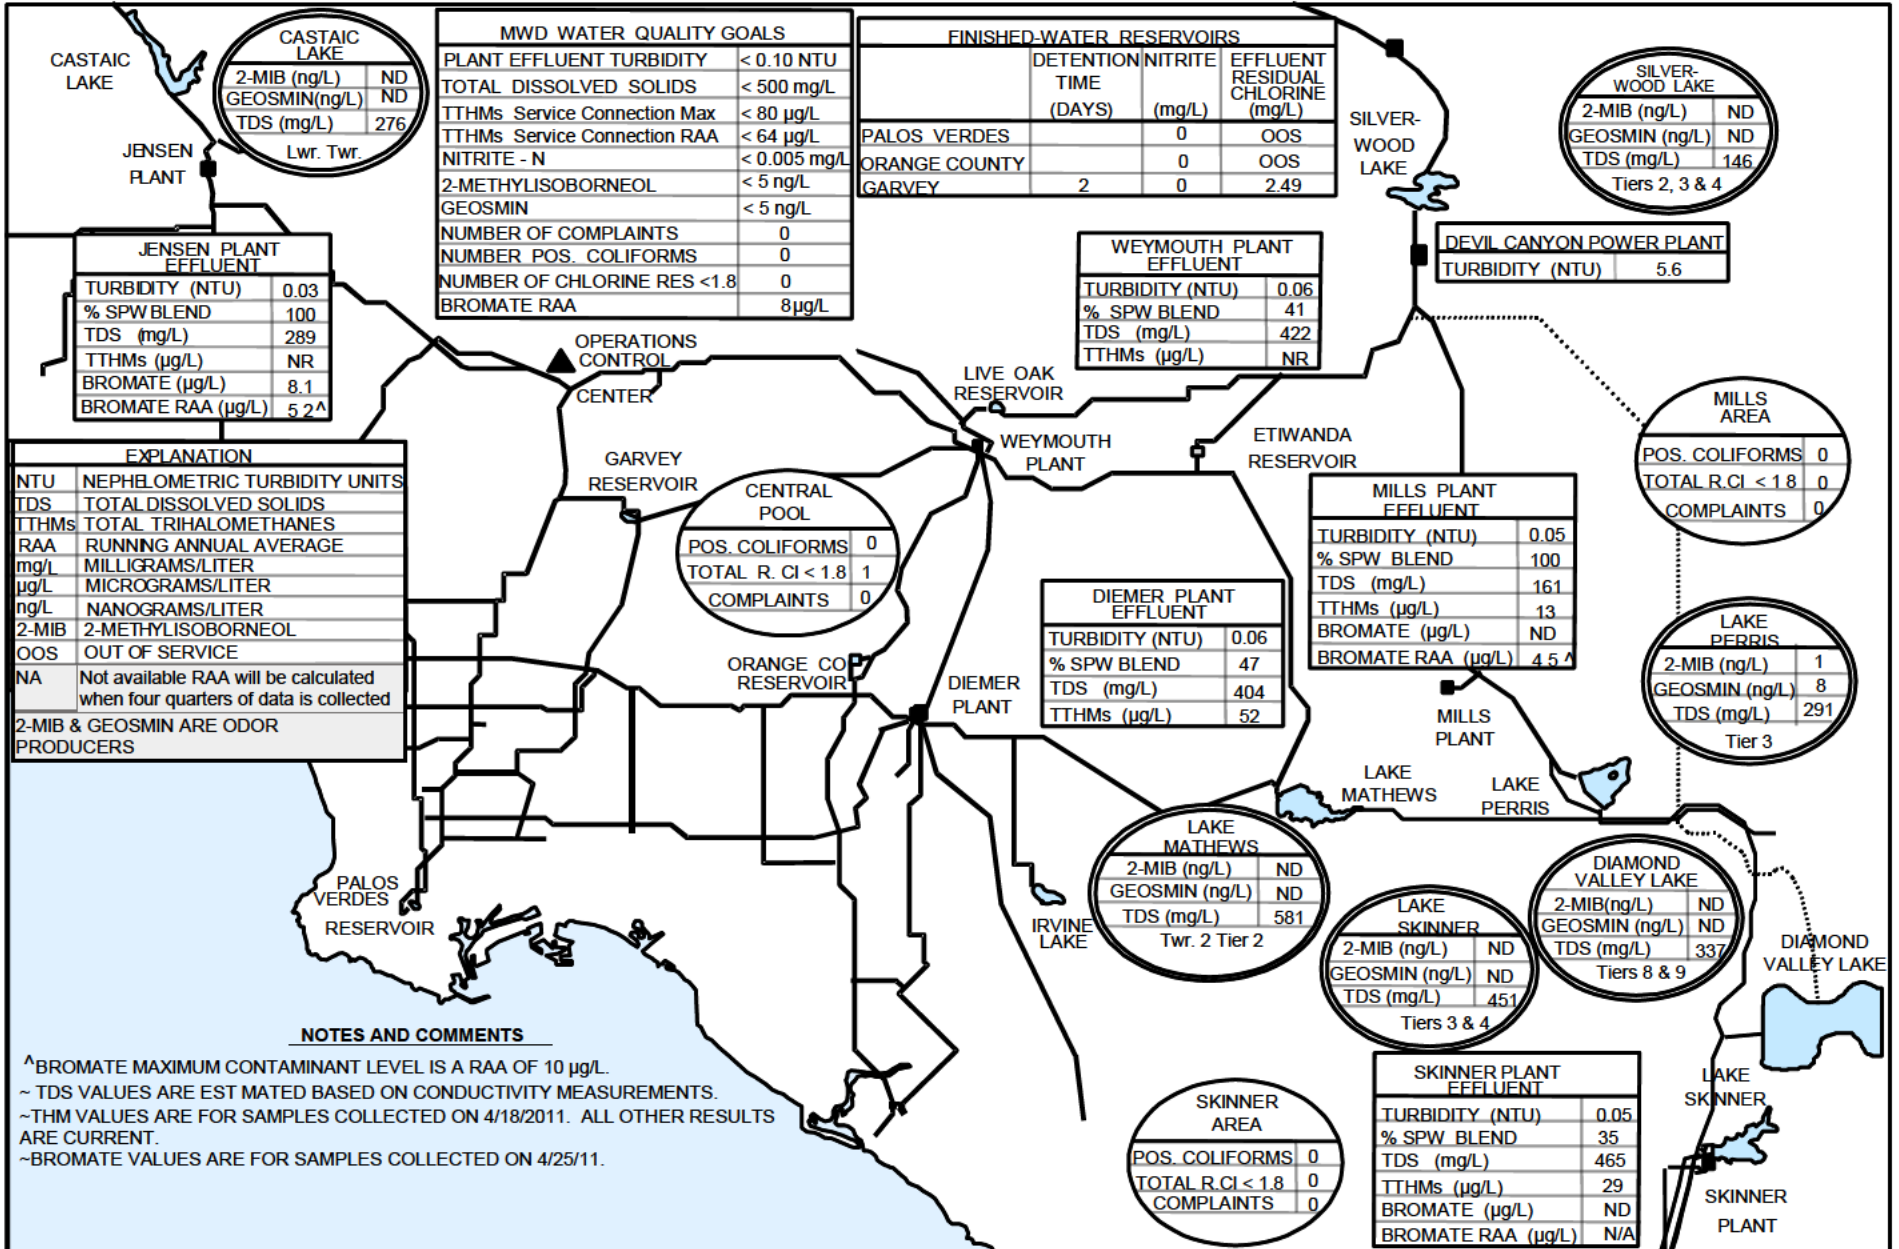 CASTAIC
LAKE
CASTAIC
LAKE
2-MIB (ng/L) ND
GEOSMIN(ng/L) ND
TDS (mg/L) 276
Lwr. Twr.
JENSEN
PLANT
MWD WATER QUALITY GOALS
PLANT EFFLUENT TURBIDITY < 0.10 NTU
TOTAL DISSOLVED SOLIDS < 500 mg/L
TTHMs Service Connection Max < 80 µg/L
TTHMs Service Connection RAA < 64 µg/L
NITRITE - N < 0.005 mg/L
2-METHYLISOBORNEOL < 5 ng/L
GEOSMIN < 5 ng/L
NUMBER OF COMPLAINTS 0
NUMBER POS. COLIFORMS 0
NUMBER OF CHLORINE RES <1.8 0
BROMATE RAA 8µg/L
FINISHED-WATER RESERVOIRS
DETENTION NITRITE EFFLUENT
TIME RESIDUAL
CHLORINE
(DAYS) (mg/L) (mg/L)
PALOS VERDES 0 OOS
ORANGE COUNTY 0 OOS
GARVEY 2 0 2.49
SILVER-
WOOD
LAKE
SILVER-
WOOD LAKE
2-MIB (ng/L) ND
GEOSMIN (ng/L) ND
TDS (mg/L) 146
Tiers 2, 3 & 4
DEVIL CANYON POWER PLANT
TURBIDITY (NTU) 5.6
JENSEN PLANT
EFFLUENT
TURBIDITY (NTU) 0.03
% SPW BLEND 100
TDS (mg/L) 289
TTHMs (µg/L) NR
BROMATE (µg/L) 8.1
BROMATE RAA (µg/L) 5 2^
WEYMOUTH PLANT
EFFLUENT
TURBIDITY (NTU) 0.06
% SPW BLEND 41
TDS (mg/L) 422
TTHMs (µg/L) NR
OPERATIONS
CONTROL
CENTER
LIVE OAK
RESERVOIR
WEYMOUTH
PLANT
ETIWANDA
RESERVOIR
MILLS
AREA
POS. COLIFORMS 0
TOTAL R.Cl < 1 8 0
COMPLAINTS 0
EXPLANATION
NTU NEPHELOMETRIC TURBIDITY UNITS
TDS TOTAL DISSOLVED SOLIDS
TTHMs TOTAL TRIHALOMETHANES
RAA RUNNING ANNUAL AVERAGE
mg/L MILLIGRAMS/LITER
µg/L MICROGRAMS/LITER
ng/L NANOGRAMS/LITER
2-MIB 2-METHYLISOBORNEOL
OOS OUT OF SERVICE
NA Not available RAA will be calculated
when four quarters of data is collected
2-MIB & GEOSMIN ARE ODOR
PRODUCERS
GARVEY
RESERVOIR
CENTRAL
POOL
POS. COLIFORMS 0
TOTAL R. Cl < 1.8 1
COMPLAINTS 0
MILLS PLANT
EFFLUENT
TURBIDITY (NTU) 0.05
% SPW BLEND 100
TDS (mg/L) 161
TTHMs (µg/L) 13
BROMATE (µg/L) ND
BROMATE RAA (µg/L) 4 5 ^
DIEMER PLANT
EFFLUENT
TURBIDITY (NTU) 0.06
% SPW BLEND 47
TDS (mg/L) 404
TTHMs (µg/L) 52
LAKE
PERRIS
2-MIB (ng/L) 1
GEOSMIN (ng/L) 8
TDS (mg/L) 291
Tier 3
ORANGE CO
RESERVOIR
DIEMER
PLANT
MILLS
PLANT
LAKE
MATHEWS
LAKE
PERRIS
LAKE
MATHEWS
2-MIB (ng/L) ND
GEOSMIN (ng/L) ND
TDS (mg/L) 581
Twr. 2 Tier 2
DIAMOND
VALLEY LAKE
2-MIB(ng/L) ND
GEOSMIN (ng/L) ND
TDS (mg/L) 337
Tiers 8 & 9
PALOS
VERDES
RESERVOIR
IRVINE
LAKE
LAKE
SKINNER
2-MIB (ng/L) ND
GEOSMIN (ng/L) ND
TDS (mg/L) 451
Tiers 3 & 4
DIAMOND
VALLEY LAKE
NOTES AND COMMENTS
^BROMATE MAXIMUM CONTAMINANT LEVEL IS A RAA OF 10 µg/L.
~ TDS VALUES ARE EST MATED BASED ON CONDUCTIVITY MEASUREMENTS.
~THM VALUES ARE FOR SAMPLES COLLECTED ON 4/18/2011. ALL OTHER RESULTS
ARE CURRENT.
~BROMATE VALUES ARE FOR SAMPLES COLLECTED ON 4/25/11.
SKINNER
AREA
POS. COLIFORMS 0
TOTAL R.Cl < 1.8 0
COMPLAINTS 0
SKINNER PLANT
EFFLUENT
TURBIDITY (NTU) 0.05
% SPW BLEND 35
TDS (mg/L) 465
TTHMs (µg/L) 29
BROMATE (µg/L) ND
BROMATE RAA (µg/L) N/A
LAKE
SKINNER
SKINNER
PLANT